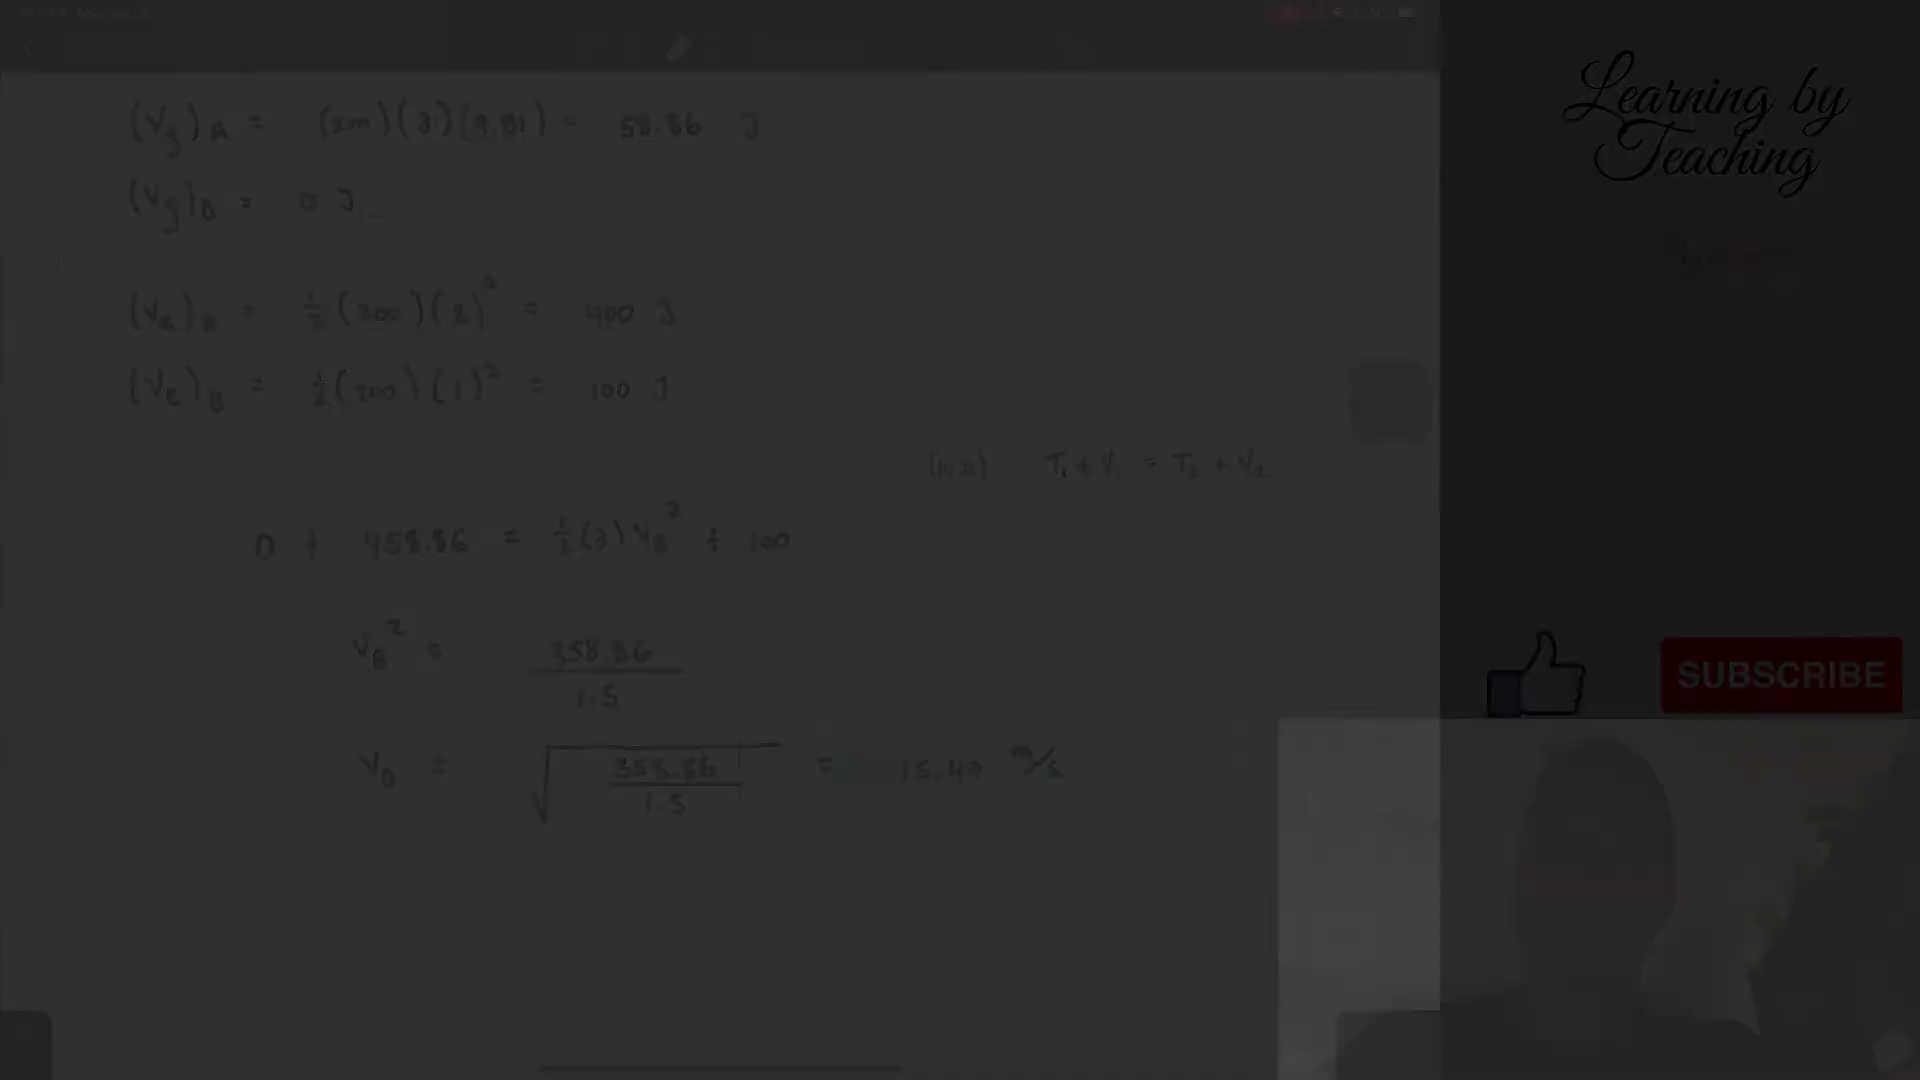 (Vg)A = (2m)(3)(9.81) = 58.86 J
(Vg)B = 0 J
(Ve)A = 1/2 (200)(2)² = 400 J
(Ve)B = 1/2 (200)(1)² = 100 J
T₁ + V₁ = T₂ + V₂
0 + 458.86 = 1/2 (3) VB² + 100
VB² = 358.86 / 1.5
VB = √(358.86 / 1.5) = 15.47 m/s
Learning by
Teaching
SUBSCRIBE